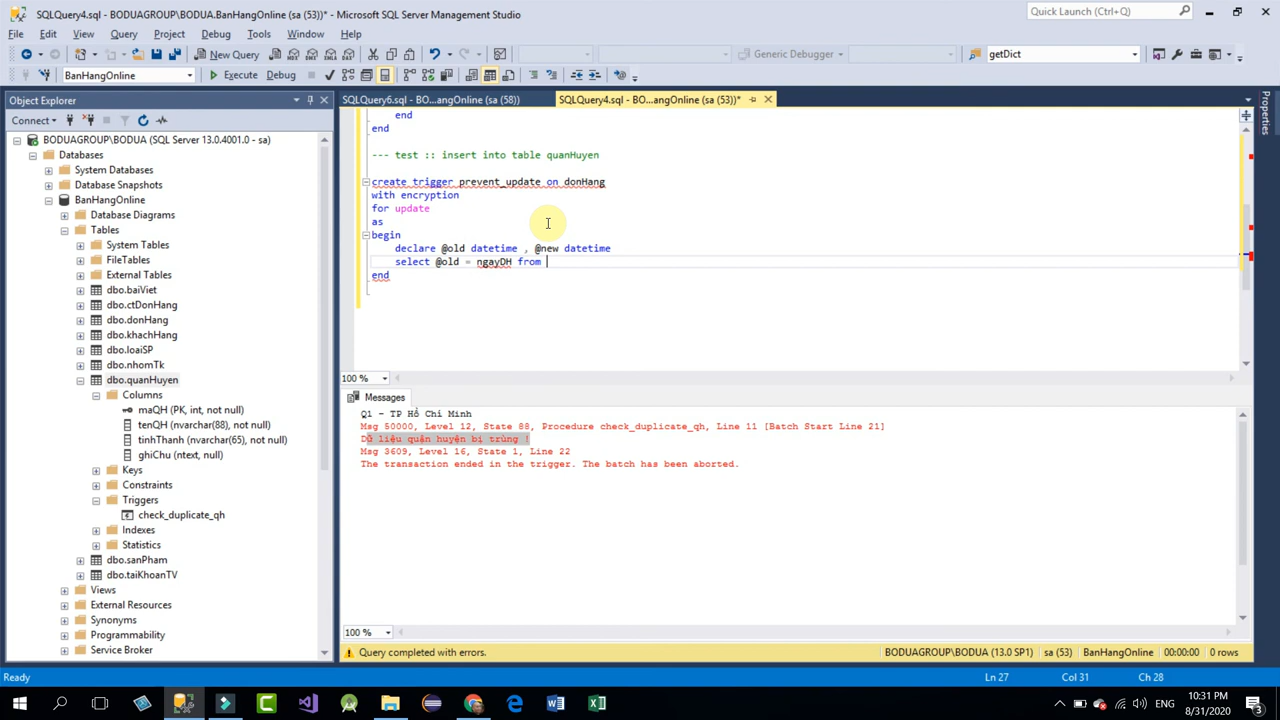 SQLQuery4.sql - BODUAGROUP\BODUA.BanHangOnline (sa (53))* - Microsoft SQL Server Management Studio
Quick Launch (Ctrl+Q)
File Edit View Query Project Debug Tools Window Help
New Query
Generic Debugger
getDict
BanHangOnline
Execute Debug
Object Explorer
SQLQuery6.sql - BO...angOnline (sa (58))
SQLQuery4.sql - BO...angOnline (sa (53))*
Properties
Connect
BODUAGROUP\BODUA (SQL Server 13.0.4001.0 - sa)
Databases
System Databases
Database Snapshots
BanHangOnline
Database Diagrams
Tables
System Tables
FileTables
External Tables
dbo.baiViet
dbo.ctDonHang
dbo.donHang
dbo.khachHang
dbo.loaiSP
dbo.nhomTk
dbo.quanHuyen
Columns
maQH (PK, int, not null)
tenQH (nvarchar(88), not null)
tinhThanh (nvarchar(65), not null)
ghiChu (ntext, null)
Keys
Constraints
Triggers
check_duplicate_qh
Indexes
Statistics
dbo.sanPham
dbo.taiKhoanTV
Views
External Resources
Synonyms
Programmability
Service Broker
end
end
--- test :: insert into table quanHuyen
create trigger prevent_update on donHang
with encryption
for update
as
begin
declare @old datetime , @new datetime
select @old = ngayDH from
end
100 %
Messages
Q1 - TP Hồ Chí Minh
Msg 50000, Level 12, State 88, Procedure check_duplicate_qh, Line 11 [Batch Start Line 21]
Dữ liệu quận huyện bị trùng !
Msg 3609, Level 16, State 1, Line 22
The transaction ended in the trigger. The batch has been aborted.
100 %
Query completed with errors.
BODUAGROUP\BODUA (13.0 SP1)
sa (53)
BanHangOnline
00:00:00
0 rows
Ready
Ln 27
Col 31
Ch 28
INS
ENG
10:31 PM
8/31/2020
3